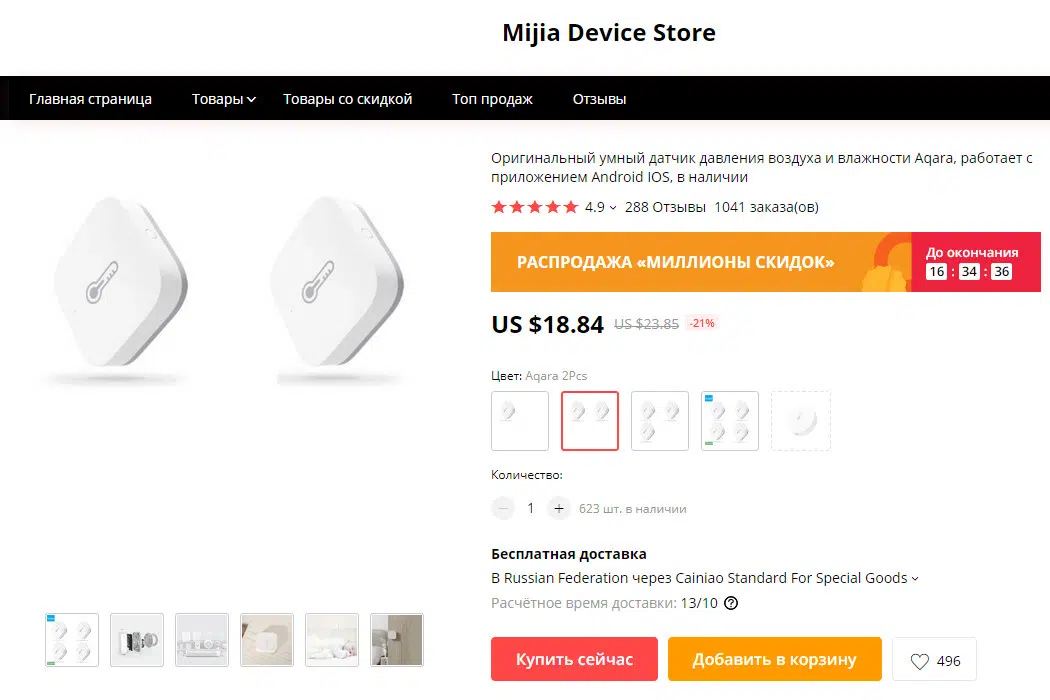 Mijia Device Store
Главная страница Товары Товары со скидкой Топ продаж Отзывы
Оригинальный умный датчик давления воздуха и влажности Aqara, работает с
приложением Android IOS, в наличии
4.9 288 Отзывы 1041 заказа(ов)
РАСПРОДАЖА «МИЛЛИОНЫ СКИДОК»
До окончания
16 : 34 : 36
US $18.84 US $23.85 -21%
Цвет: Aqara 2Pcs
Количество:
1 623 шт. в наличии
Бесплатная доставка
В Russian Federation через Cainiao Standard For Special Goods
Расчётное время доставки: 13/10
Купить сейчас Добавить в корзину 496